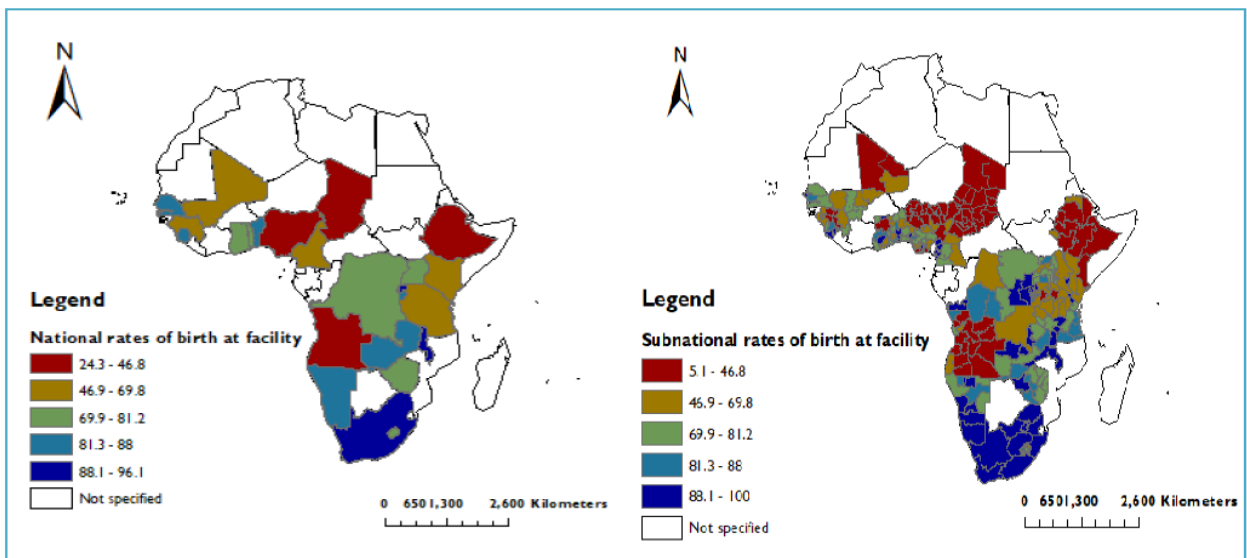 N
Legend
National rates of birth at facility
24.3 - 46.8
46.9 - 69.8
69.9 - 81.2
81.3 - 88
88.1 - 96.1
Not specified
0 6501,300 2,600 Kilometers
N
Legend
Subnational rates of birth at facility
5.1 - 46.8
46.9 - 69.8
69.9 - 81.2
81.3 - 88
88.1 - 100
Not specified
0 6501,300 2,600 Kilometers